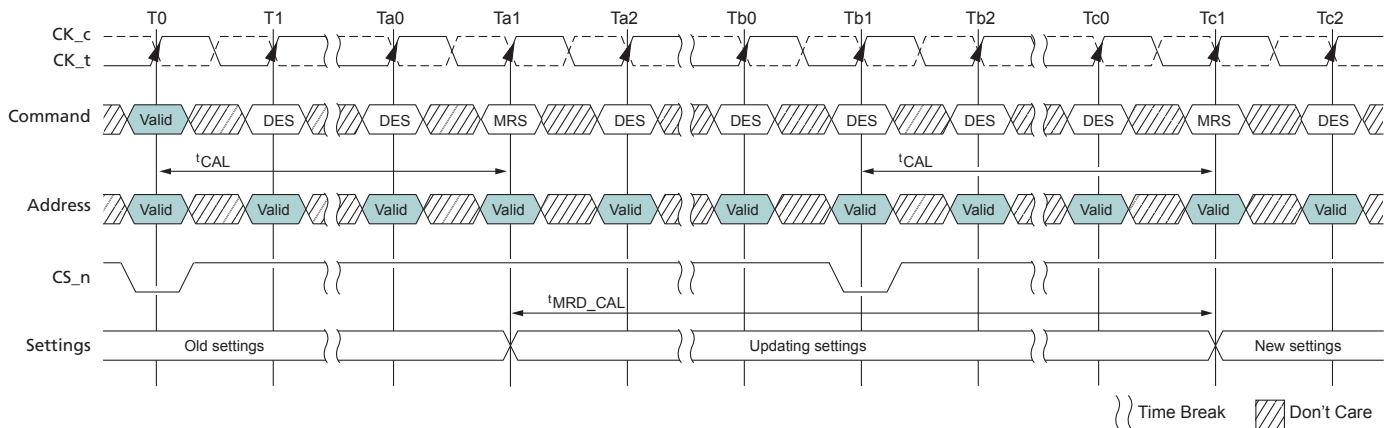 T0 T1 Ta0 Ta1 Ta2 Tb0 Tb1 Tb2 Tc0 Tc1 Tc2
CK_c
CK_t
Command Valid DES DES MRS DES DES DES DES DES MRS DES
tCAL tCAL
Address Valid Valid Valid Valid Valid Valid Valid Valid Valid Valid Valid
CS_n
tMRD_CAL
Settings Old settings Updating settings New settings
Time Break Don't Care